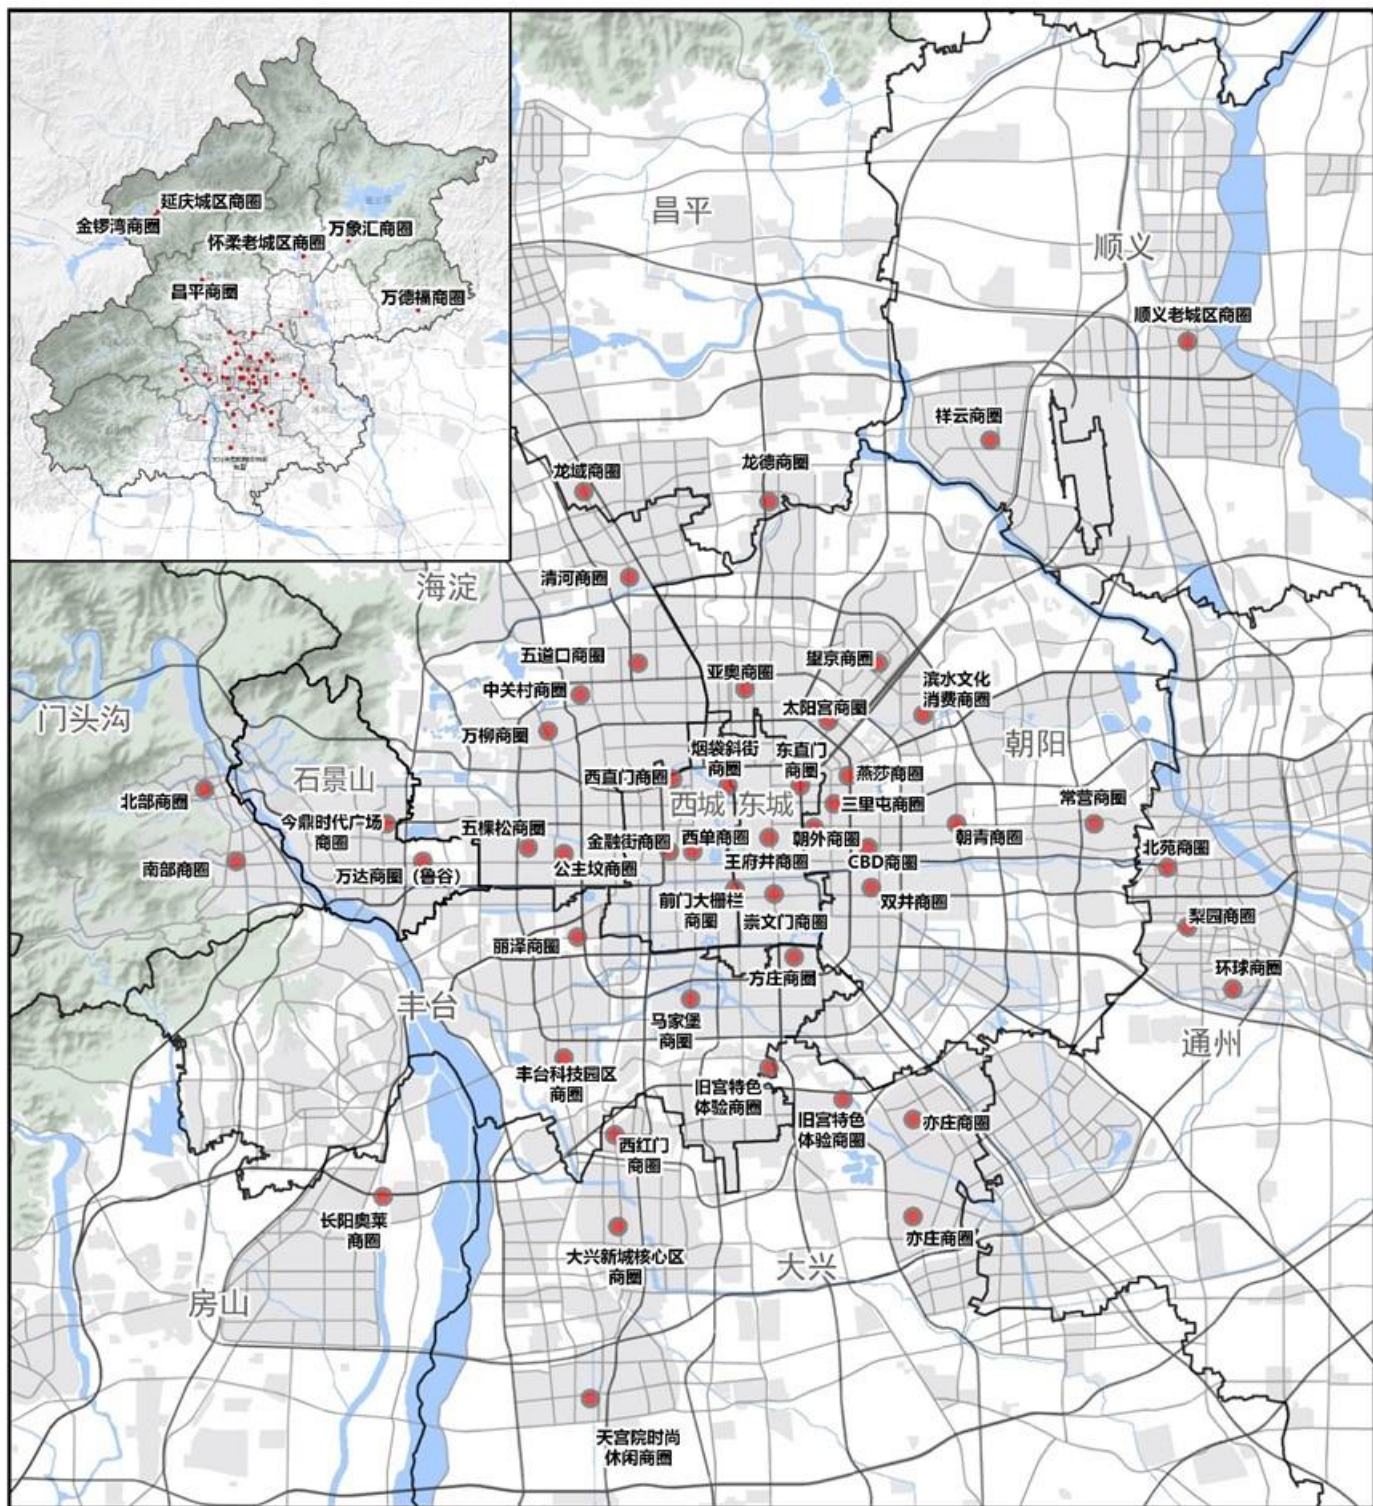 延庆城区商圈
金锣湾商圈
怀柔老城区商圈
万象汇商圈
昌平商圈
万德福商圈
昌平
顺义
顺义老城区商圈
祥云商圈
龙域商圈
龙德商圈
海淀
清河商圈
五道口商圈
亚奥商圈
望京商圈
滨水文化
消费商圈
中关村商圈
太阳宫商圈
门头沟
万柳商圈
朝阳
烟袋斜街
商圈
东直门
商圈
石景山
西直门商圈
燕莎商圈
北部商圈
西城
东城
三里屯商圈
常营商圈
今鼎时代广场
商圈
五棵松商圈
金融街商圈
西单商圈
朝外商圈
朝青商圈
北苑商圈
南部商圈
万达商圈（鲁谷）
公主坟商圈
王府井商圈
CBD商圈
前门大栅栏
商圈
崇文门商圈
双井商圈
梨园商圈
丽泽商圈
方庄商圈
环球商圈
丰台
马家堡
商圈
通州
丰台科技园区
商圈
旧宫特色
体验商圈
旧宫特色
体验商圈
亦庄商圈
西红门
商圈
长阳奥莱
商圈
亦庄商圈
大兴新城核心区
商圈
大兴
房山
天宫院时尚
休闲商圈